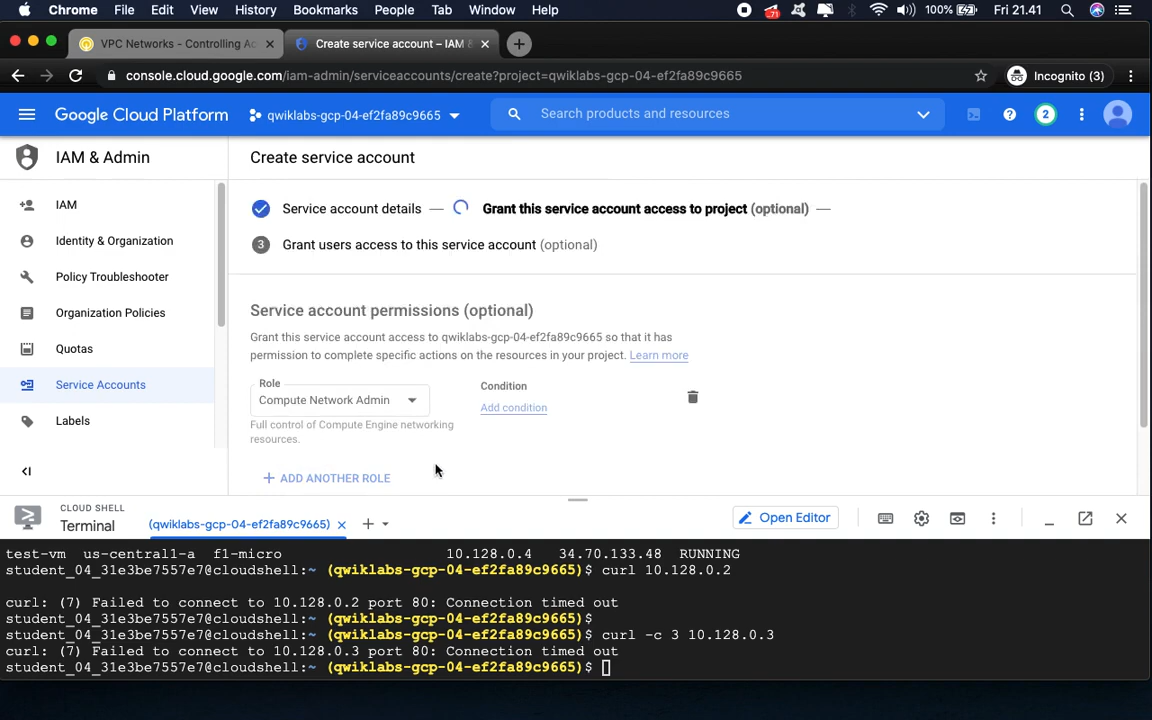 Chrome File Edit View History Bookmarks People Tab Window Help 71 100% Fri 21.41
VPC Networks - Controlling Ac
Create service account – IAM &
console.cloud.google.com/iam-admin/serviceaccounts/create?project=qwiklabs-gcp-04-ef2fa89c9665 Incognito (3)
Google Cloud Platform qwiklabs-gcp-04-ef2fa89c9665 Search products and resources ? 2
IAM & Admin
Create service account
IAM
Identity & Organization
Policy Troubleshooter
Organization Policies
Quotas
Service Accounts
Labels
Service account details — Grant this service account access to project (optional) —
3 Grant users access to this service account (optional)
Service account permissions (optional)
Grant this service account access to qwiklabs-gcp-04-ef2fa89c9665 so that it has
permission to complete specific actions on the resources in your project. Learn more
Role
Compute Network Admin
Condition
Add condition
Full control of Compute Engine networking
resources.
+ ADD ANOTHER ROLE
CLOUD SHELL
Terminal (qwiklabs-gcp-04-ef2fa89c9665) × + Open Editor
test-vm us-central1-a f1-micro 10.128.0.4 34.70.133.48 RUNNING
student_04_31e3be7557e7@cloudshell:~ (qwiklabs-gcp-04-ef2fa89c9665)$ curl 10.128.0.2
curl: (7) Failed to connect to 10.128.0.2 port 80: Connection timed out
student_04_31e3be7557e7@cloudshell:~ (qwiklabs-gcp-04-ef2fa89c9665)$
student_04_31e3be7557e7@cloudshell:~ (qwiklabs-gcp-04-ef2fa89c9665)$ curl -c 3 10.128.0.3
curl: (7) Failed to connect to 10.128.0.3 port 80: Connection timed out
student_04_31e3be7557e7@cloudshell:~ (qwiklabs-gcp-04-ef2fa89c9665)$